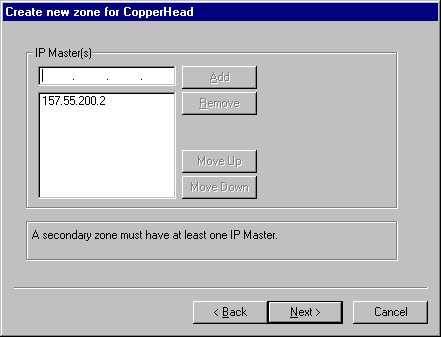 Create new zone for CopperHead
IP Master(s)
. . .
Add
157.55.200.2
Remove
Move Up
Move Down
A secondary zone must have at least one IP Master.
< Back
Next >
Cancel